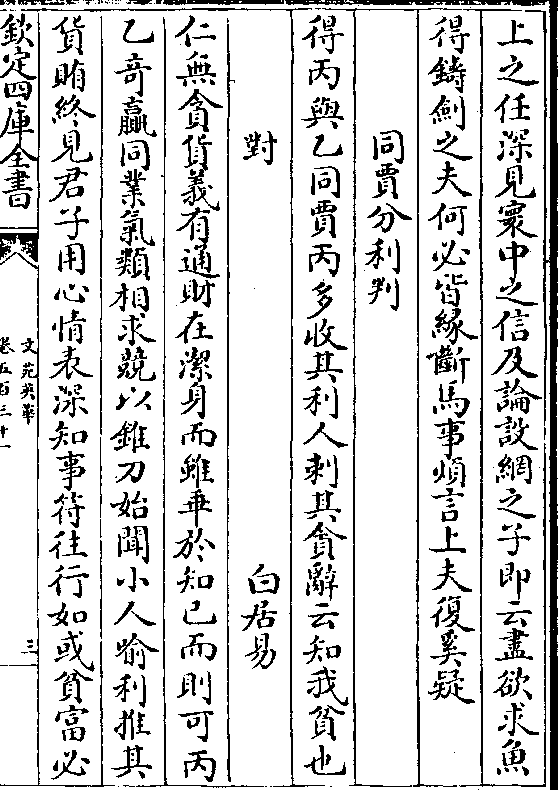 上之任深見寰中之信及論設網之子即云盡欲求魚
得鑄劍之夫何必皆緣斷馬事煩言上夫復奚疑
同賈分利判
得丙與乙同賈丙多收其利人刺其貪辭云知我貧也
對 白居易
仁無貪貨義有通財在潔身而雖乖於知已而則可丙
乙奇贏同業氣類相求競以錐刀始聞小人喻利推其
貨賄終見君子用心情表深知事符往行如或貧富必
欽定四庫全書
文苑英華
卷五百三十一
三